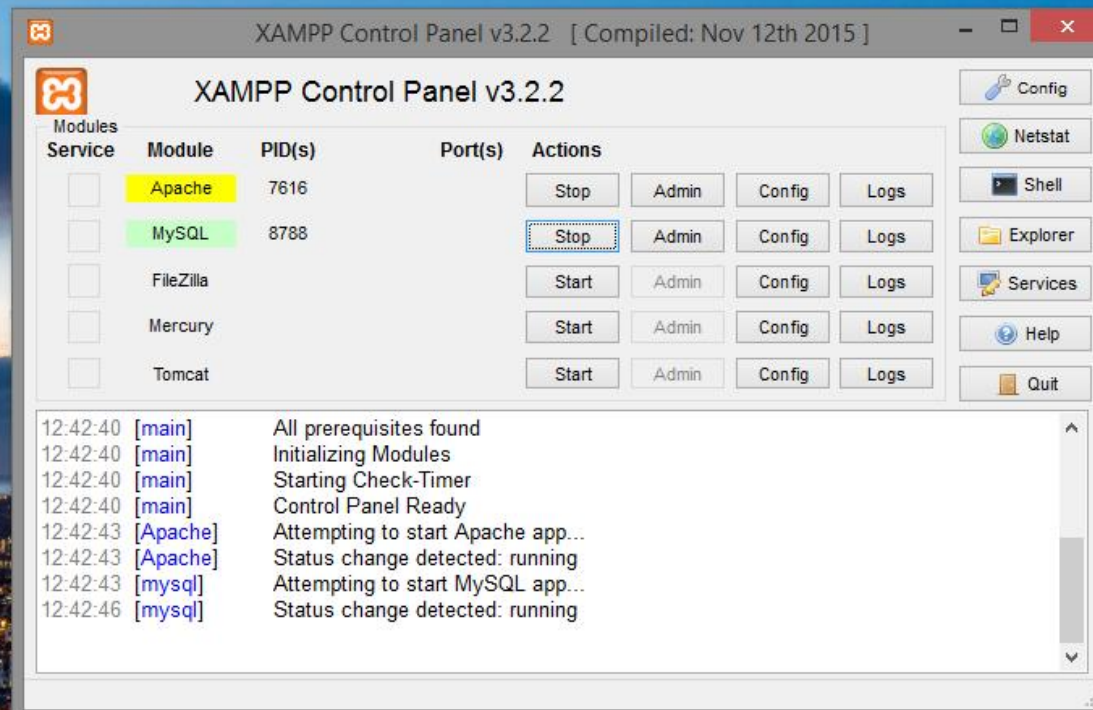 XAMPP Control Panel v3.2.2 [ Compiled: Nov 12th 2015 ]
XAMPP Control Panel v3.2.2
Config
Modules
Service Module PID(s) Port(s) Actions
Netstat
Apache 7616 Stop Admin Config Logs
Shell
MySQL 8788 Stop Admin Config Logs
Explorer
FileZilla Start Admin Config Logs
Services
Mercury Start Admin Config Logs
Help
Tomcat Start Admin Config Logs
Quit
12:42:40 [main] All prerequisites found
12:42:40 [main] Initializing Modules
12:42:40 [main] Starting Check-Timer
12:42:40 [main] Control Panel Ready
12:42:43 [Apache] Attempting to start Apache app...
12:42:43 [Apache] Status change detected: running
12:42:43 [mysql] Attempting to start MySQL app...
12:42:46 [mysql] Status change detected: running